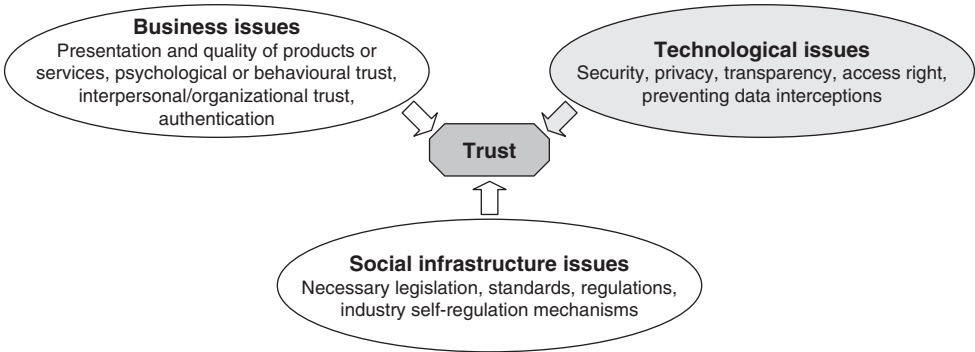 Business issues
Presentation and quality of products or
services, psychological or behavioural trust,
interpersonal/organizational trust,
authentication
Technological issues
Security, privacy, transparency, access right,
preventing data interceptions
Trust
Social infrastructure issues
Necessary legislation, standards, regulations,
industry self-regulation mechanisms